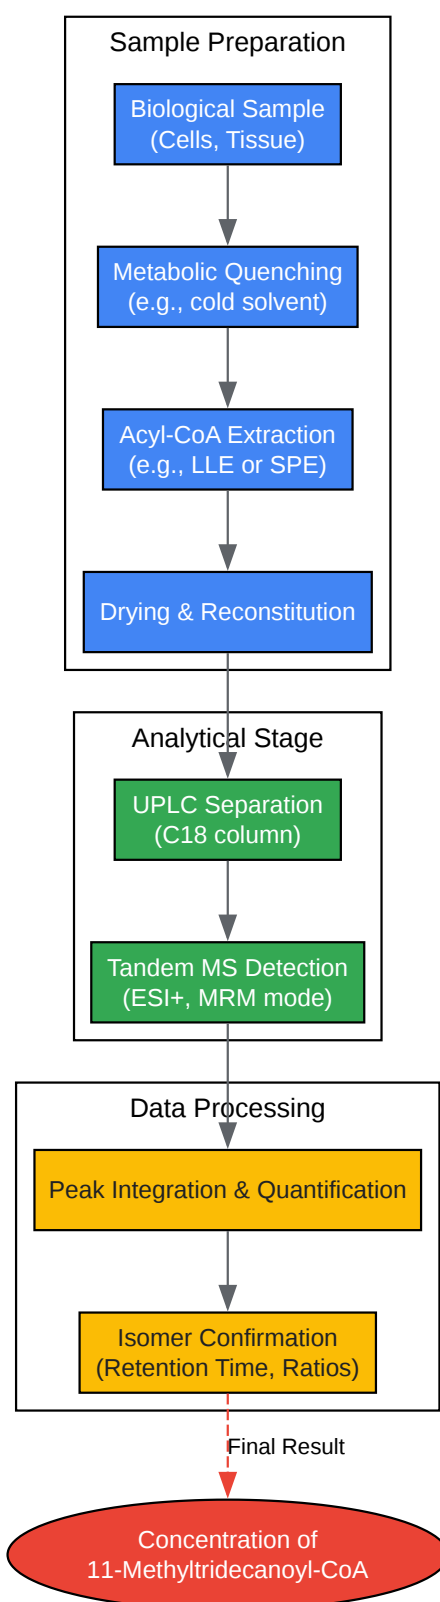 Sample Preparation
Biological Sample
(Cells, Tissue)
Metabolic Quenching
(e.g., cold solvent)
Acyl-CoA Extraction
(e.g., LLE or SPE)
Drying & Reconstitution
Analytical Stage
UPLC Separation
(C18 column)
Tandem MS Detection
(ESI+, MRM mode)
Data Processing
Peak Integration & Quantification
Isomer Confirmation
(Retention Time, Ratios)
Final Result
Concentration of
11-Methyltridecanoyl-CoA